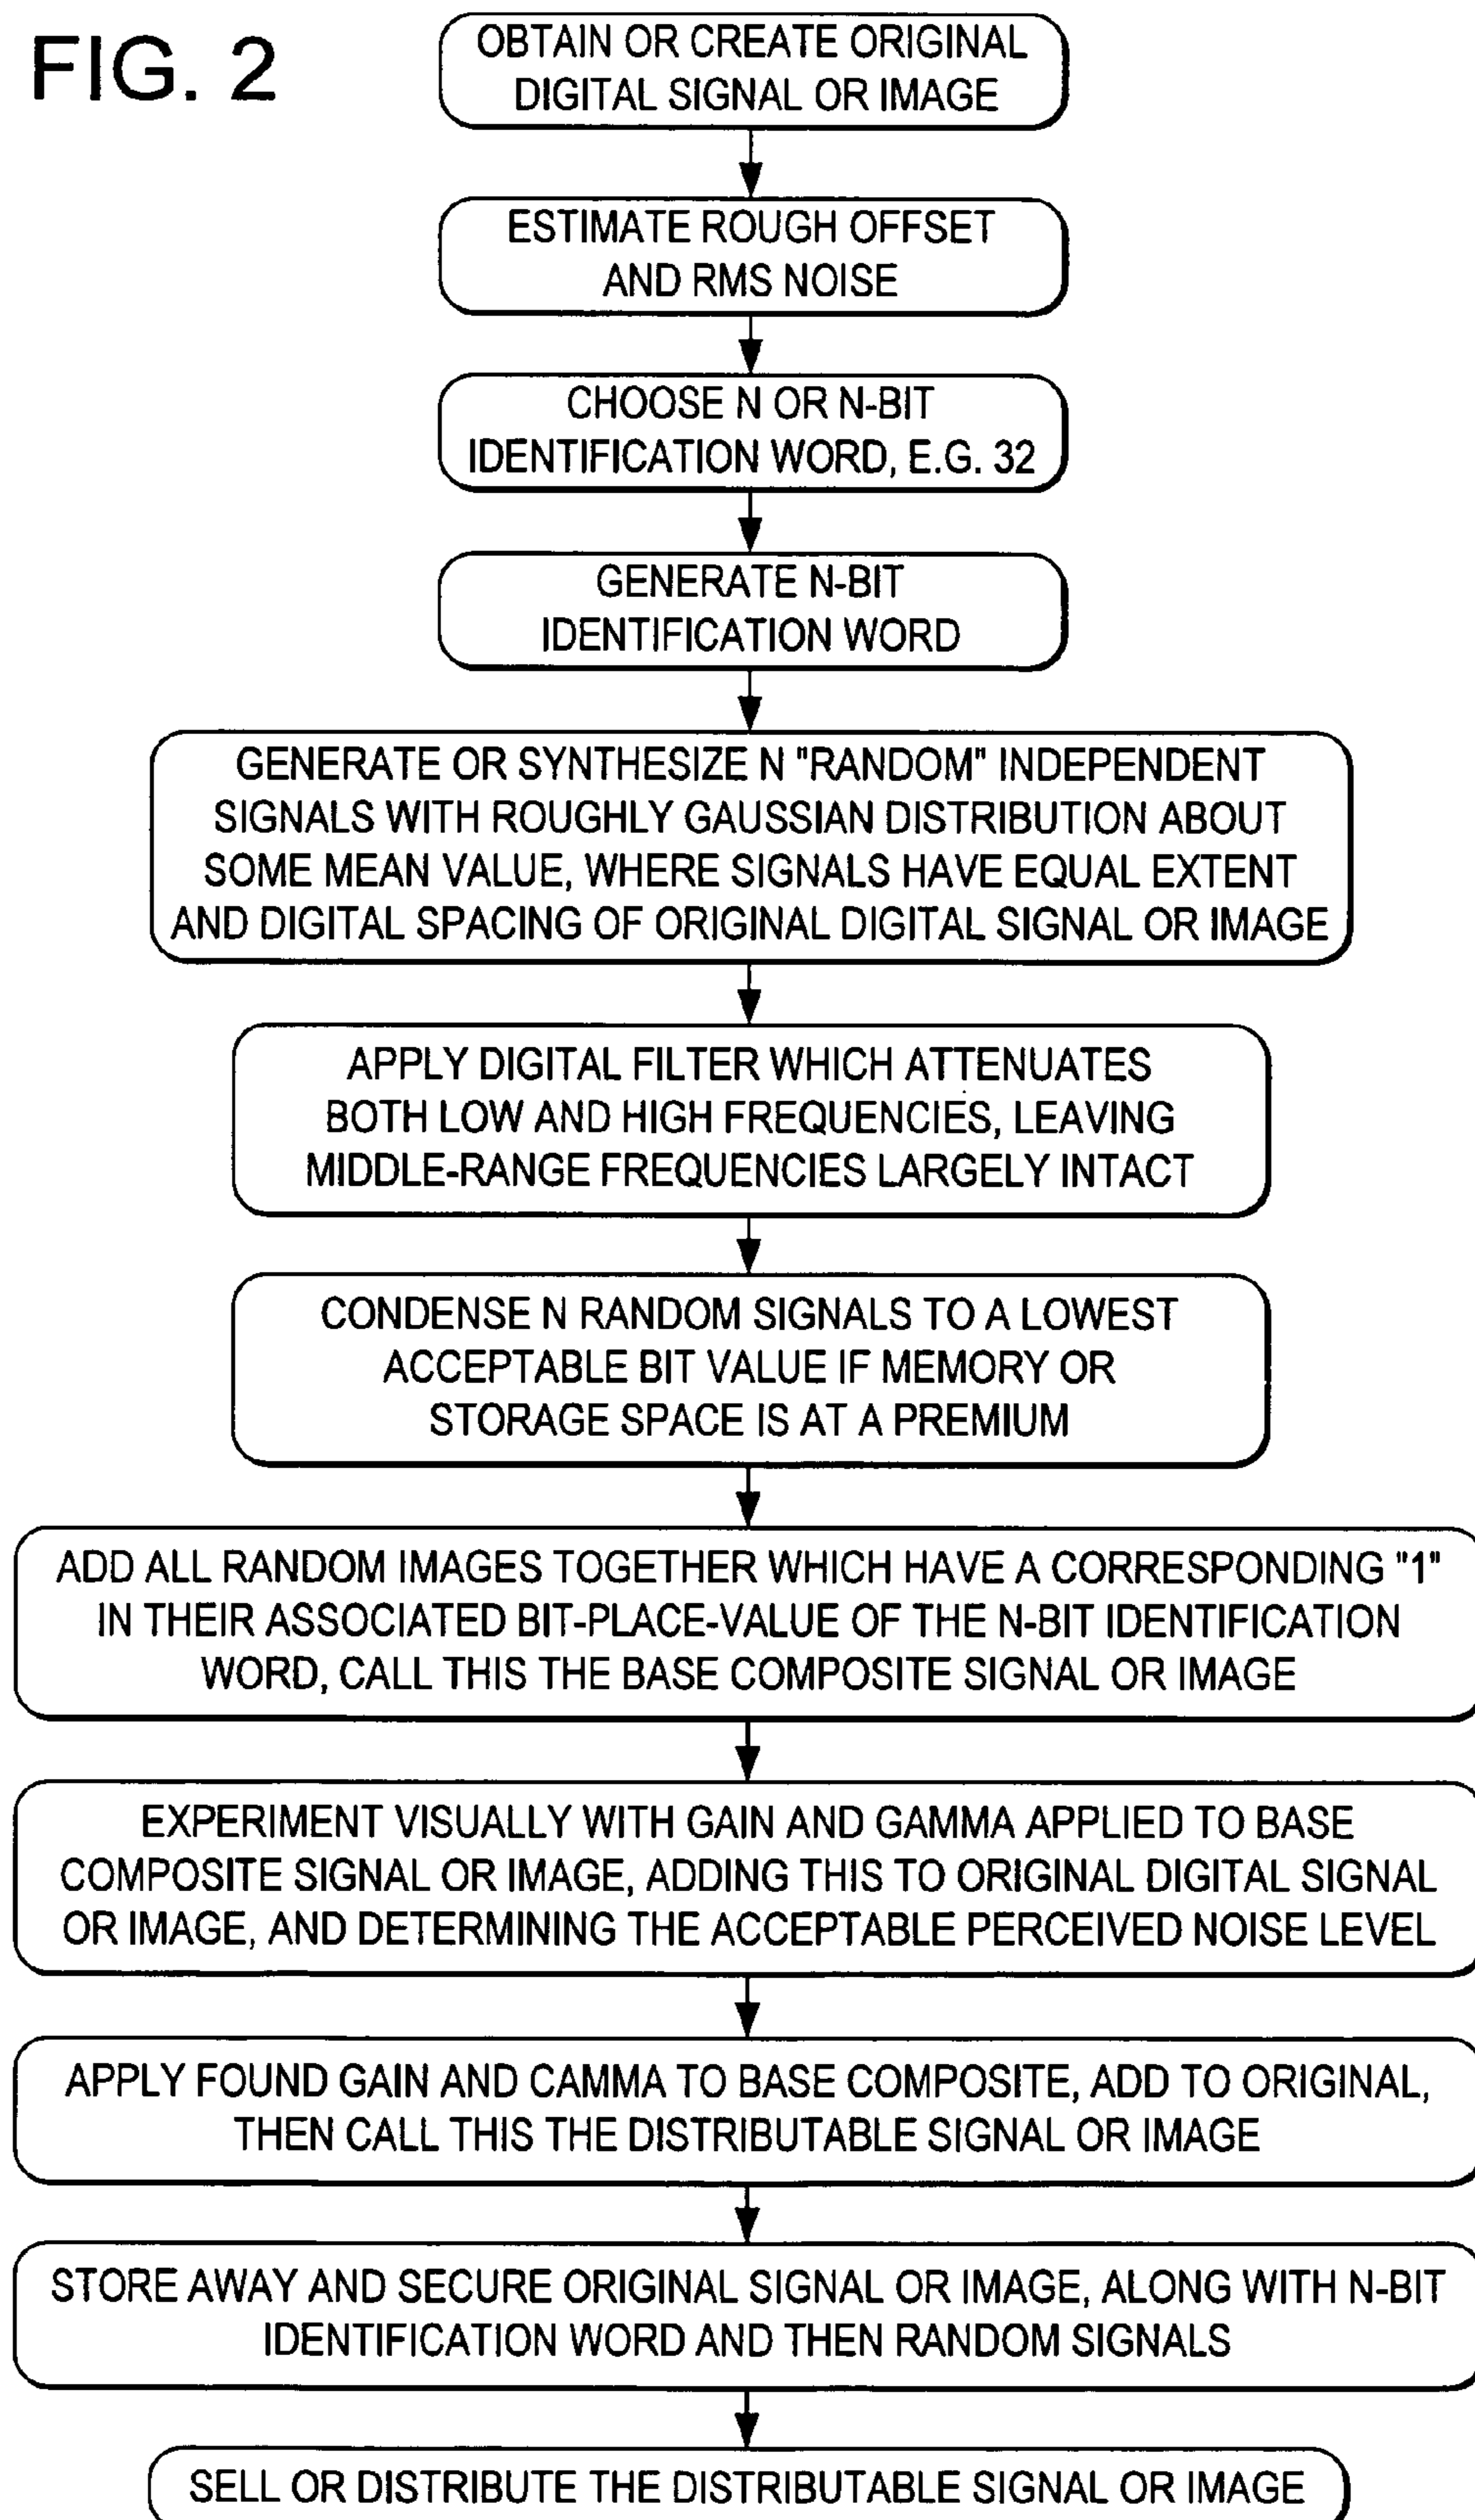 FIG. 2
OBTAIN OR CREATE ORIGINAL
DIGITAL SIGNAL OR IMAGE
ESTIMATE ROUGH OFFSET
AND RMS NOISE
CHOOSE N OR N-BIT
IDENTIFICATION WORD, E.G. 32
GENERATE N-BIT
IDENTIFICATION WORD
GENERATE OR SYNTHESIZE N "RANDOM" INDEPENDENT
SIGNALS WITH ROUGHLY GAUSSIAN DISTRIBUTION ABOUT
SOME MEAN VALUE, WHERE SIGNALS HAVE EQUAL EXTENT
AND DIGITAL SPACING OF ORIGINAL DIGITAL SIGNAL OR IMAGE
APPLY DIGITAL FILTER WHICH ATTENUATES
BOTH LOW AND HIGH FREQUENCIES, LEAVING
MIDDLE-RANGE FREQUENCIES LARGELY INTACT
CONDENSE N RANDOM SIGNALS TO A LOWEST
ACCEPTABLE BIT VALUE IF MEMORY OR
STORAGE SPACE IS AT A PREMIUM
ADD ALL RANDOM IMAGES TOGETHER WHICH HAVE A CORRESPONDING "1"
IN THEIR ASSOCIATED BIT-PLACE-VALUE OF THE N-BIT IDENTIFICATION
WORD, CALL THIS THE BASE COMPOSITE SIGNAL OR IMAGE
EXPERIMENT VISUALLY WITH GAIN AND GAMMA APPLIED TO BASE
COMPOSITE SIGNAL OR IMAGE, ADDING THIS TO ORIGINAL DIGITAL SIGNAL
OR IMAGE, AND DETERMINING THE ACCEPTABLE PERCEIVED NOISE LEVEL
APPLY FOUND GAIN AND CAMMA TO BASE COMPOSITE, ADD TO ORIGINAL,
THEN CALL THIS THE DISTRIBUTABLE SIGNAL OR IMAGE
STORE AWAY AND SECURE ORIGINAL SIGNAL OR IMAGE, ALONG WITH N-BIT
IDENTIFICATION WORD AND THEN RANDOM SIGNALS
SELL OR DISTRIBUTE THE DISTRIBUTABLE SIGNAL OR IMAGE